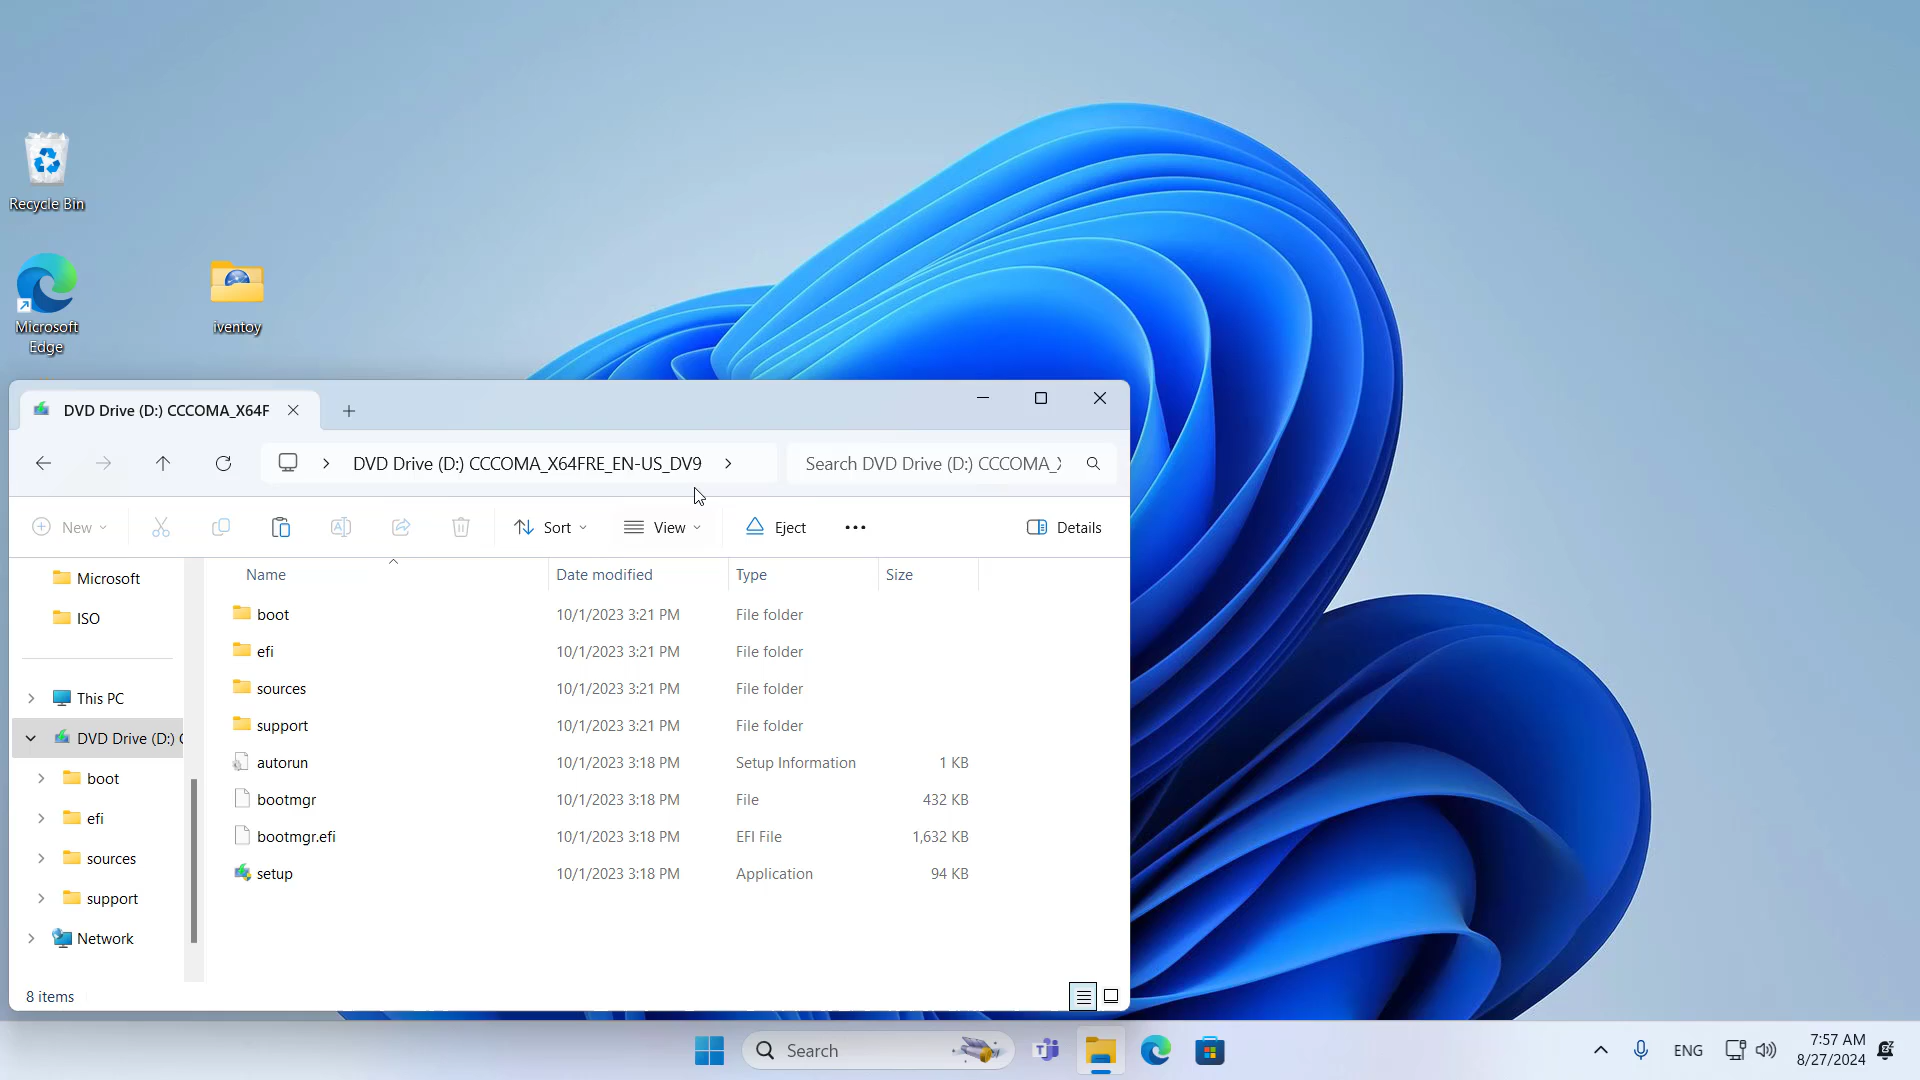 Recycle Bin
Microsoft
Edge
iventoy
DVD Drive (D:) CCCOMA_X64F
DVD Drive (D:) CCCOMA_X64FRE_EN-US_DV9
Search DVD Drive (D:) CCCOMA_X
New
Sort
View
Eject
Details
Microsoft
ISO
This PC
DVD Drive (D:) C
boot
efi
sources
support
Network
Name Date modified Type Size
boot 10/1/2023 3:21 PM File folder
efi 10/1/2023 3:21 PM File folder
sources 10/1/2023 3:21 PM File folder
support 10/1/2023 3:21 PM File folder
autorun 10/1/2023 3:18 PM Setup Information 1 KB
bootmgr 10/1/2023 3:18 PM File 432 KB
bootmgr.efi 10/1/2023 3:18 PM EFI File 1,632 KB
setup 10/1/2023 3:18 PM Application 94 KB
8 items
Search
ENG
7:57 AM
8/27/2024